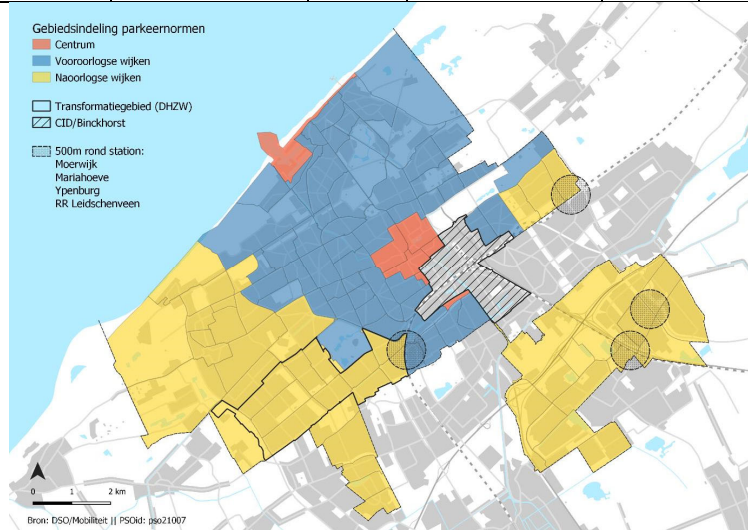 Gebiedsindeling parkeernormen
Centrum
Vooroorlogse wijken
Naoorlogse wijken
Transformatiegebied (DHZW)
CID/Binckhorst
500m rond station:
Moerwijk
Mariahoeve
Ypenburg
RR Leidschenveen
0 1 2 km
Bron: DSO/Mobiliteit || PSOid: pso21007